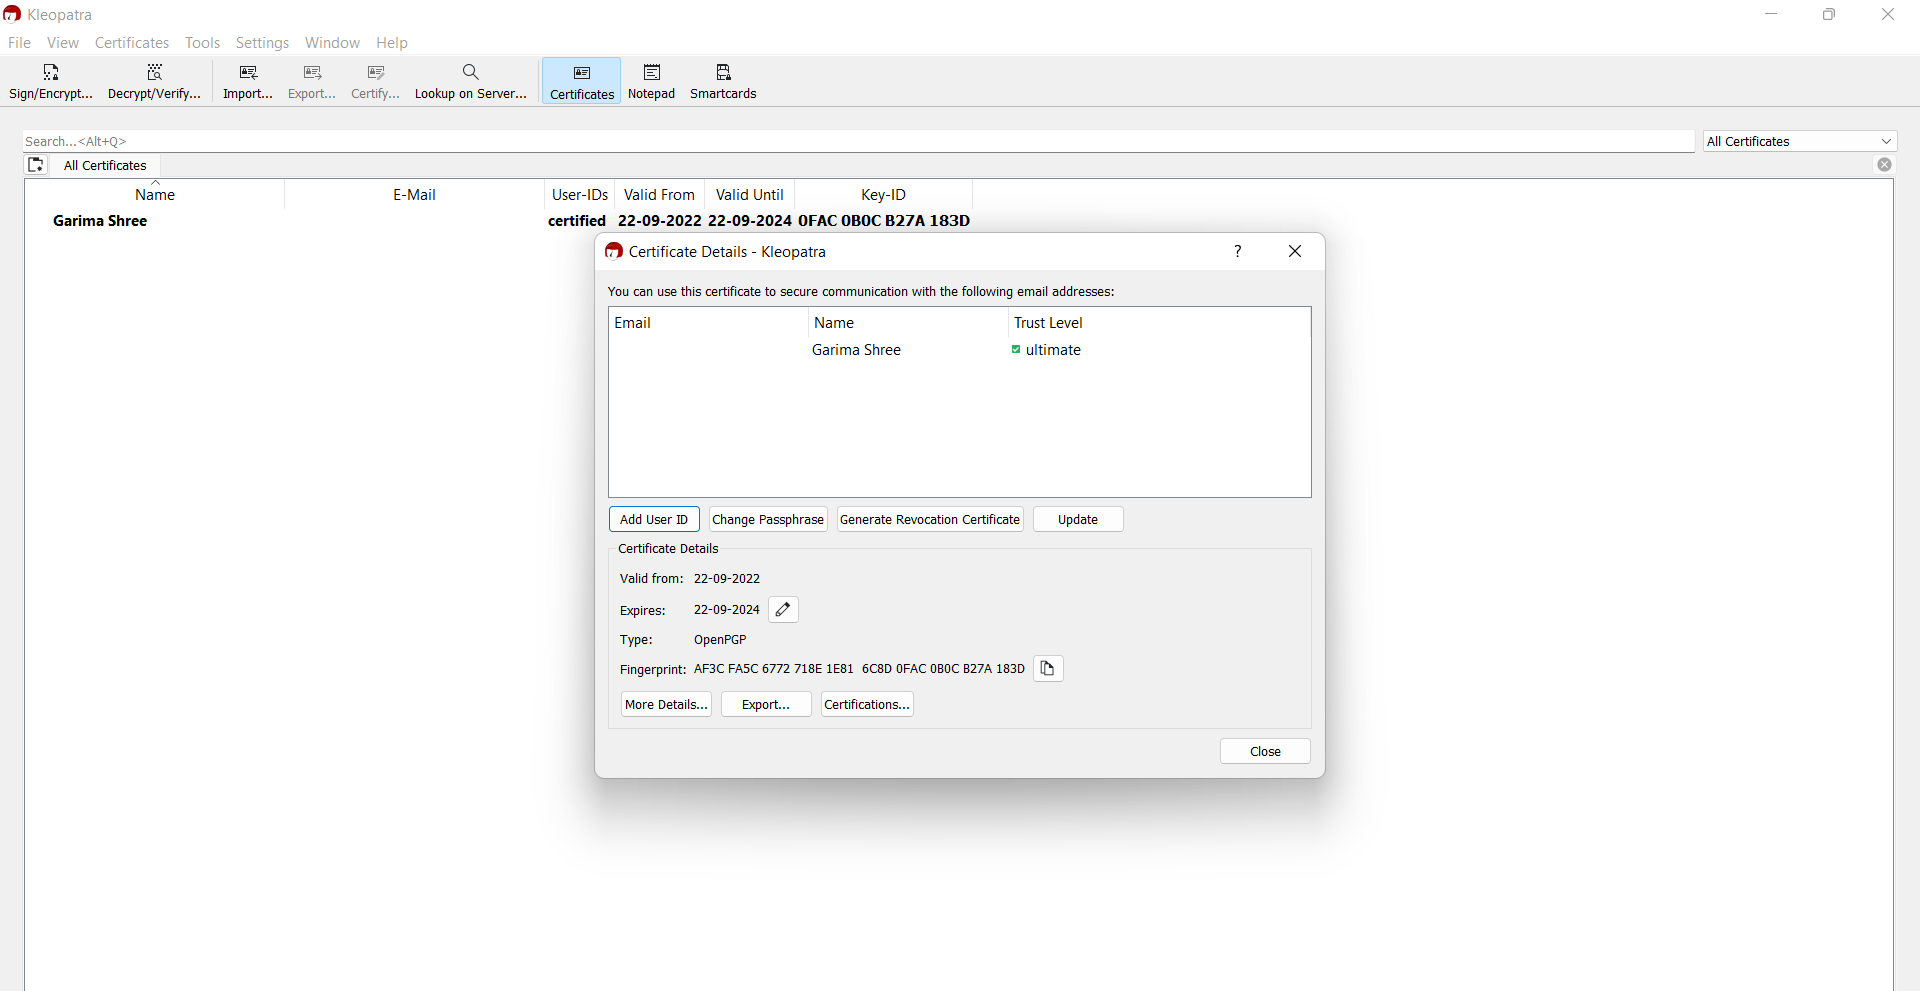 Kleopatra
File View Certificates Tools Settings Window Help
Sign/Encrypt... Decrypt/Verify... Import... Export... Certify... Lookup on Server... Certificates Notepad Smartcards
Search...<Alt+Q> All Certificates
All Certificates
Name E-Mail User-IDs Valid From Valid Until Key-ID
Garima Shree certified 22-09-2022 22-09-2024 0FAC 0B0C B27A 183D
Certificate Details - Kleopatra ?
You can use this certificate to secure communication with the following email addresses:
Email Name Trust Level
Garima Shree ultimate
Add User ID Change Passphrase Generate Revocation Certificate Update
Certificate Details
Valid from: 22-09-2022
Expires: 22-09-2024
Type: OpenPGP
Fingerprint: AF3C FA5C 6772 718E 1E81 6C8D 0FAC 0B0C B27A 183D
More Details... Export... Certifications...
Close